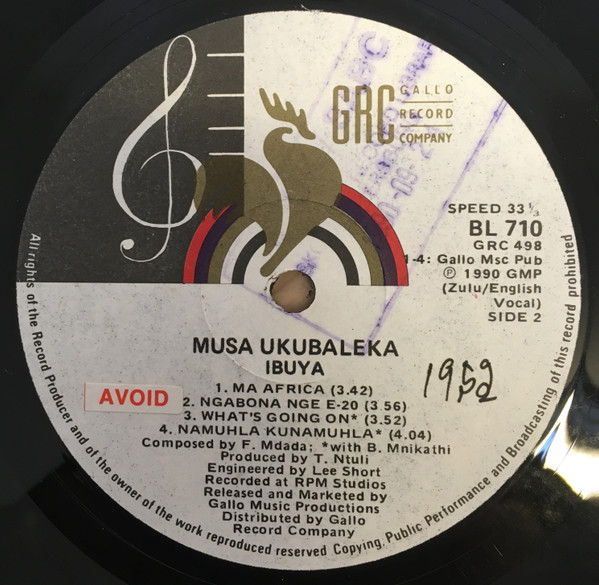 GRC
GALLO
RECORD
COMPANY
SPEED 33 ⅓
BL 710
GRC 498
1-4: Gallo Msc Pub
℗ 1990 GMP
(Zulu/English
Vocal)
SIDE 2
MUSA UKUBALEKA
IBUYA
1. MA AFRICA (3.42)
AVOID
2. NGABONA NGE E-20 (3.56)
3. WHAT'S GOING ON* (3.52)
4. NAMUHLA KUNAMUHLA* (4.04)
1952
Composed by F. Mdada; *with B. Mnikathi
Produced by T. Ntuli
Engineered by Lee Short
Recorded at RPM Studios
Released and Marketed by
Gallo Music Productions
Distributed by Gallo
Record Company
All rights of the Record Producer and of the owner of the work reproduced reserved Copying, Public Performance and Broadcasting of this record prohibited